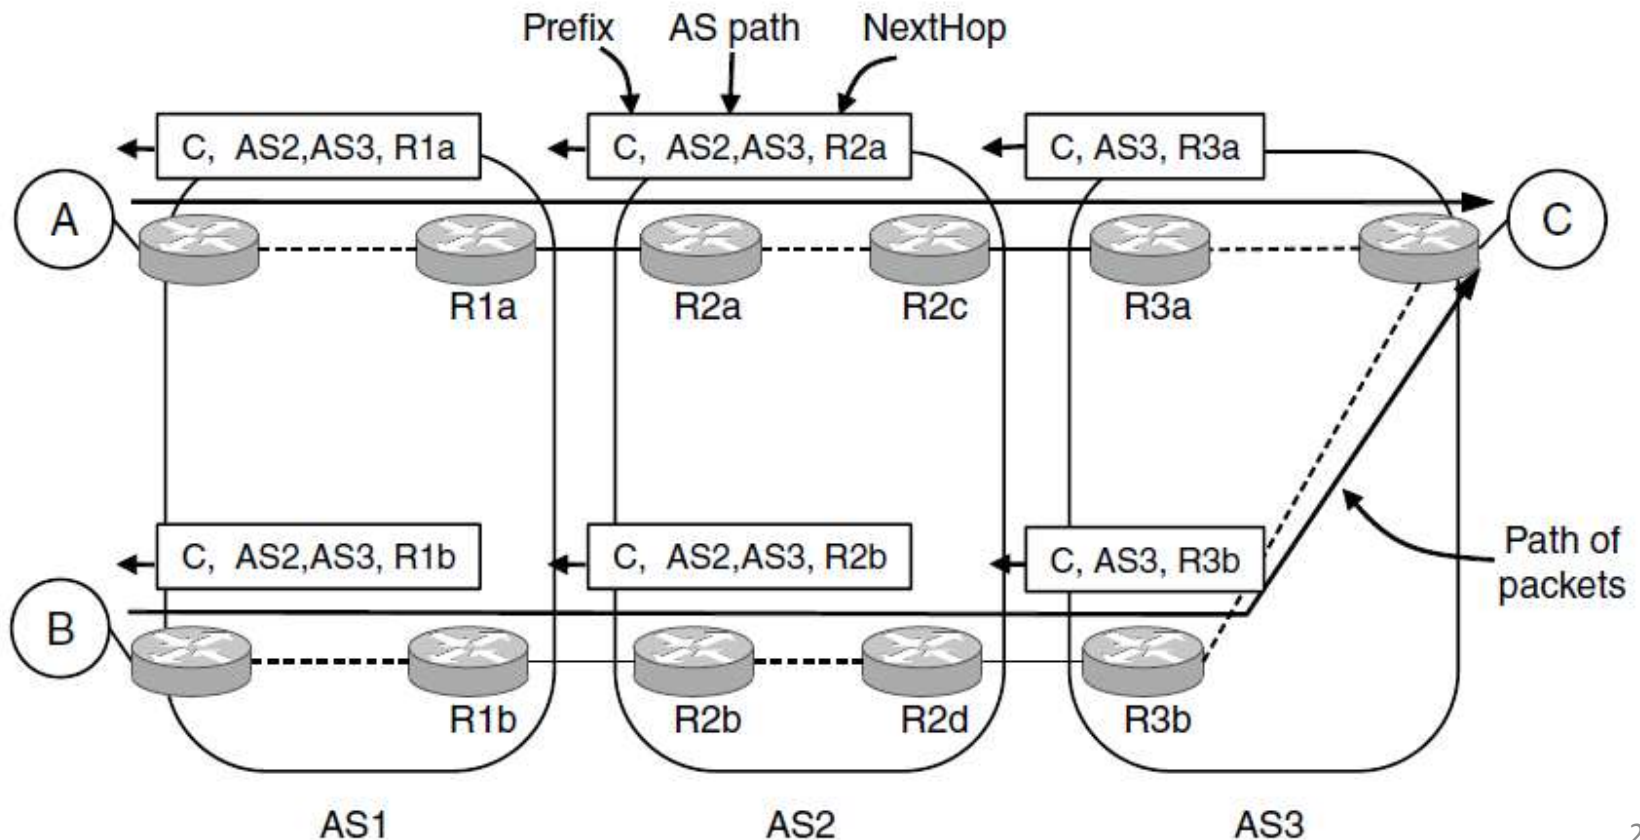 Prefix AS path NextHop
C, AS2,AS3, R1a
C, AS2,AS3, R2a
C, AS3, R3a
A
C
R1a
R2a
R2c
R3a
C, AS2,AS3, R1b
C, AS2,AS3, R2b
C, AS3, R3b
Path of
packets
B
R1b
R2b
R2d
R3b
AS1
AS2
AS3